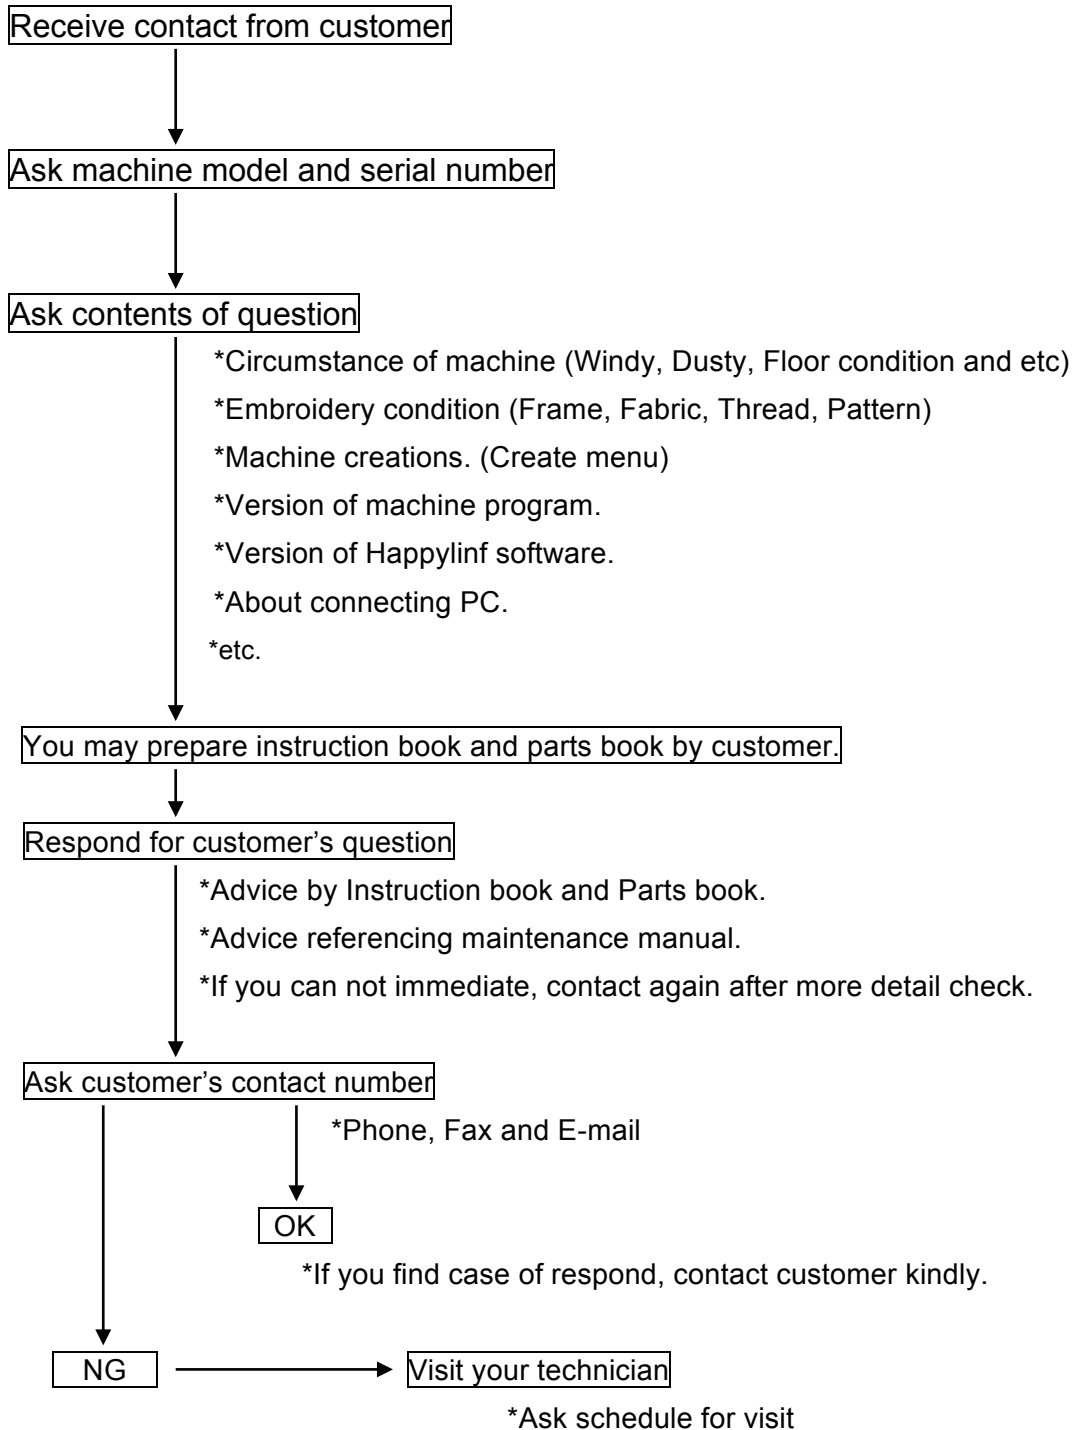 Receive contact from customer
Ask machine model and serial number
Ask contents of question
*Circumstance of machine (Windy, Dusty, Floor condition and etc)
*Embroidery condition (Frame, Fabric, Thread, Pattern)
*Machine creations. (Create menu)
*Version of machine program.
*Version of Happylinf software.
*About connecting PC.
*etc.
You may prepare instruction book and parts book by customer.
Respond for customer’s question
*Advice by Instruction book and Parts book.
*Advice referencing maintenance manual.
*If you can not immediate, contact again after more detail check.
Ask customer’s contact number
*Phone, Fax and E-mail
OK
*If you find case of respond, contact customer kindly.
NG
Visit your technician
*Ask schedule for visit